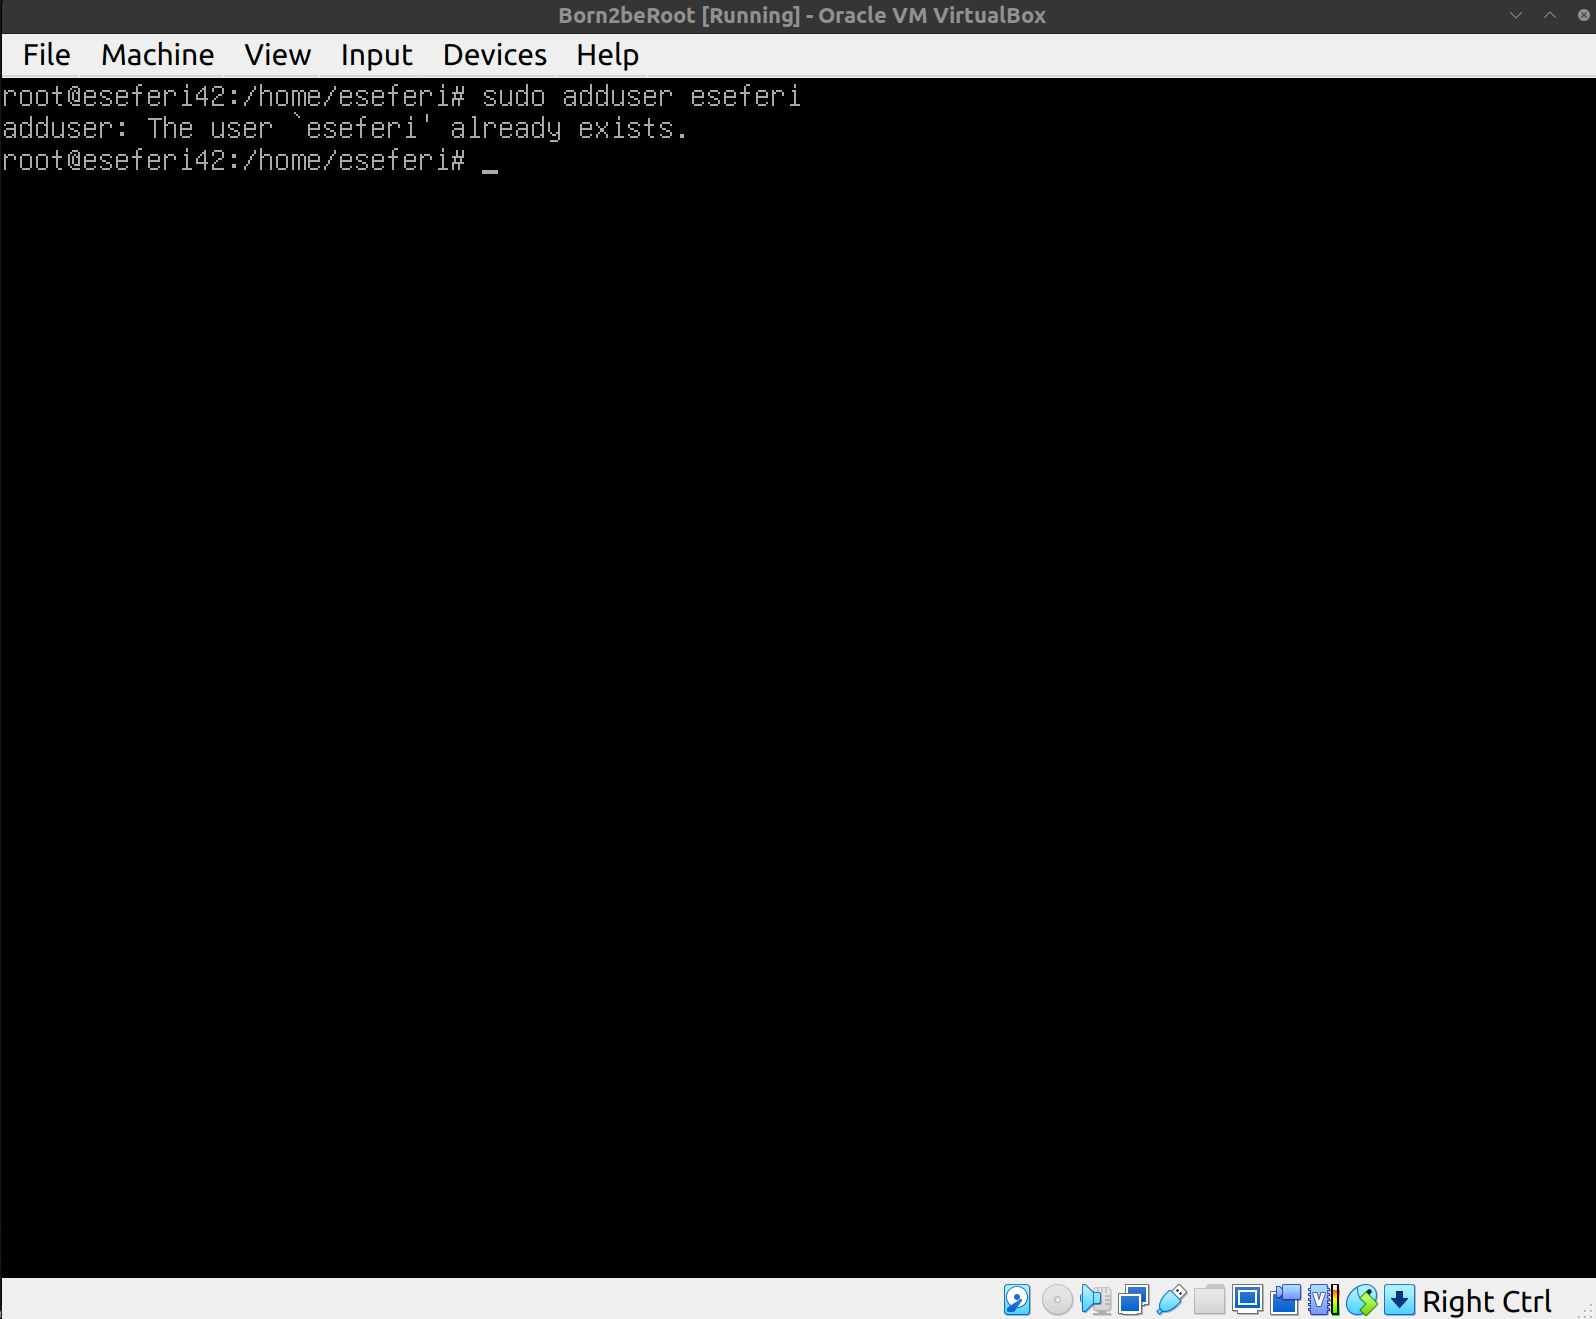 Born2beRoot [Running] - Oracle VM VirtualBox
File Machine View Input Devices Help
root@eseferi42:/home/eseferi# sudo adduser eseferi
adduser: The user `eseferi' already exists.
root@eseferi42:/home/eseferi# _
Right Ctrl